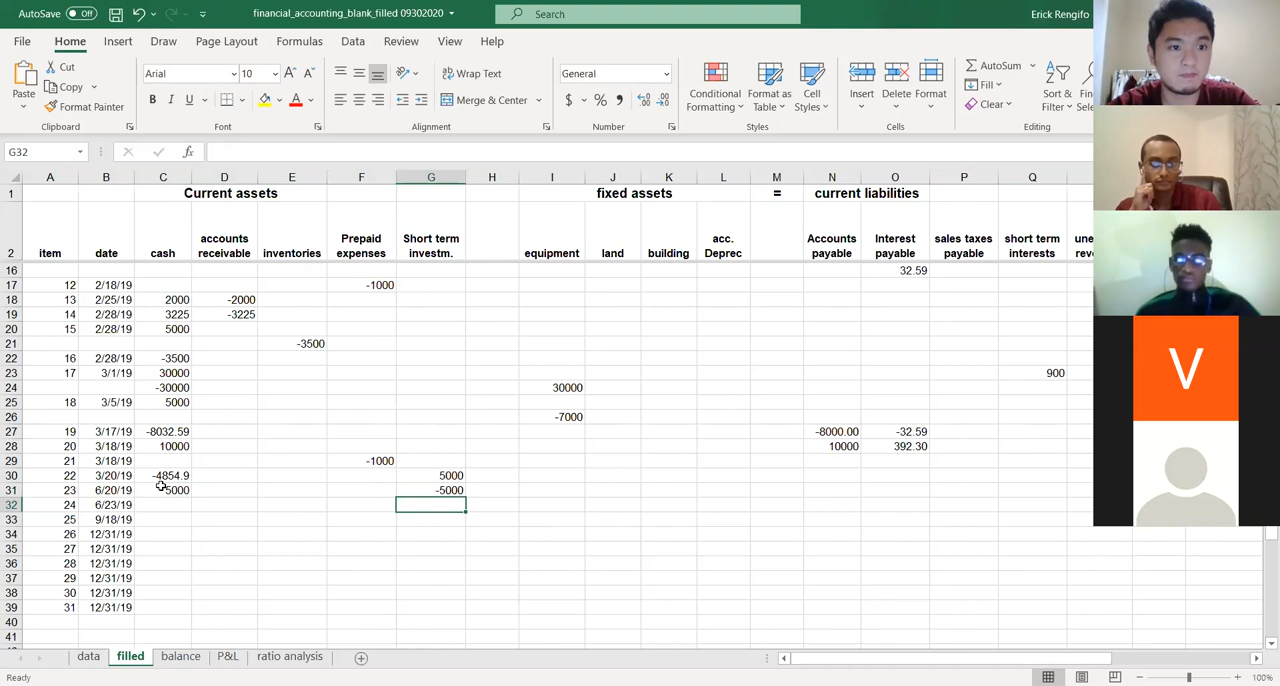 AutoSave Off financial_accounting_blank_filled 09302020 Search Erick Rengifo
File Home Insert Draw Page Layout Formulas Data Review View Help
Paste Cut Copy Format Painter Clipboard
Arial 10 A A B I U A Font
Wrap Text Merge & Center Alignment
General $ % 9 Number
Conditional Formatting Format as Table Cell Styles Styles
Insert Delete Format Cells
AutoSum Fill Clear Sort & Filter Editing
G32 fx
A B C D E F G H I J K L M N O P Q
1 Current assets fixed assets = current liabilities
2 item date cash accounts receivable inventories Prepaid expenses Short term investm. equipment land building acc. Deprec Accounts payable Interest payable sales taxes payable short term interests
16 32.59
17 12 2/18/19 -1000
18 13 2/25/19 2000 -2000
19 14 2/28/19 3225 -3225
20 15 2/28/19 5000
21 -3500
22 16 2/28/19 -3500
23 17 3/1/19 30000 900
24 -30000 30000
25 18 3/5/19 5000
26 -7000
27 19 3/17/19 -8032.59 -8000.00 -32.59
28 20 3/18/19 10000 10000 392.30
29 21 3/18/19 -1000
30 22 3/20/19 -4854.9 5000
31 23 6/20/19 5000 -5000
32 24 6/23/19
33 25 9/18/19
34 26 12/31/19
35 27 12/31/19
36 28 12/31/19
37 29 12/31/19
38 30 12/31/19
39 31 12/31/19
40
41
data filled balance P&L ratio analysis
Ready 100%
V